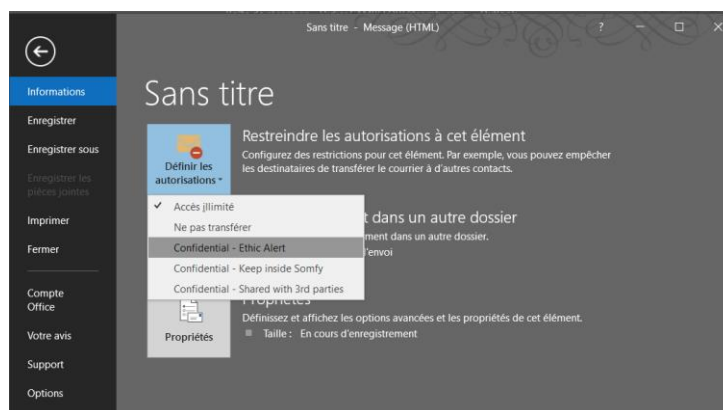 Sans titre - Message (HTML)
?
Informations
Enregistrer
Enregistrer sous
Enregistrer les
pièces jointes
Imprimer
Fermer
Compte
Office
Votre avis
Support
Options
Sans titre
Définir les
autorisations
Restreindre les autorisations à cet élément
Configurez des restrictions pour cet élément. Par exemple, vous pouvez empêcher
les destinataires de transférer le courrier à d'autres contacts.
Accès illimité
Ne pas transférer
Confidential - Ethic Alert
Confidential - Keep inside Somfy
Confidential - Shared with 3rd parties
dans un autre dossier
dans un autre dossier.
d'envoi
Propriétés
Propriétés
Définissez et affichez les options avancées et les propriétés de cet élément.
Taille : En cours d'enregistrement